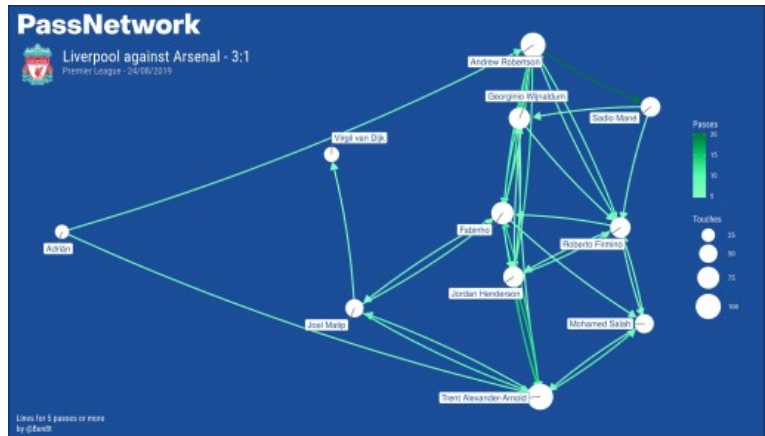 PassNetwork
Liverpool against Arsenal - 3:1
Premier League - 24/08/2019
Andrew Robertson
Georginio Wijnaldum
Sadio Mané
Passes
20
15
10
5
Virgil van Dijk
Touches
25
50
75
100
Fabinho
Roberto Firmino
Adrián
Jordan Henderson
Joel Matip
Mohamed Salah
Trent Alexander-Arnold
Lines for 5 passes or more